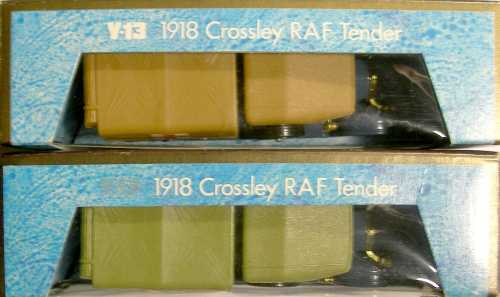 V-13 1918 Crossley RAF Tender
1918 Crossley RAF Tender